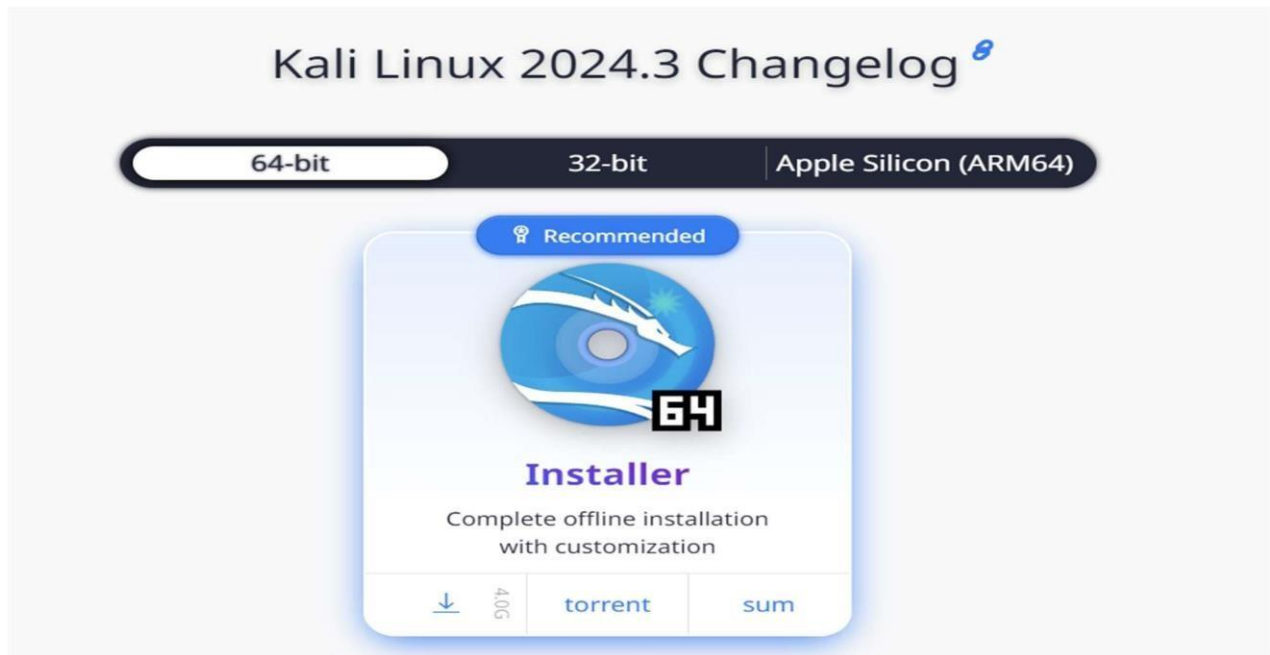 Kali Linux 2024.3 Changelog
64-bit 32-bit Apple Silicon (ARM64)
Recommended
64
Installer
Complete offline installation
with customization
4.0G torrent sum